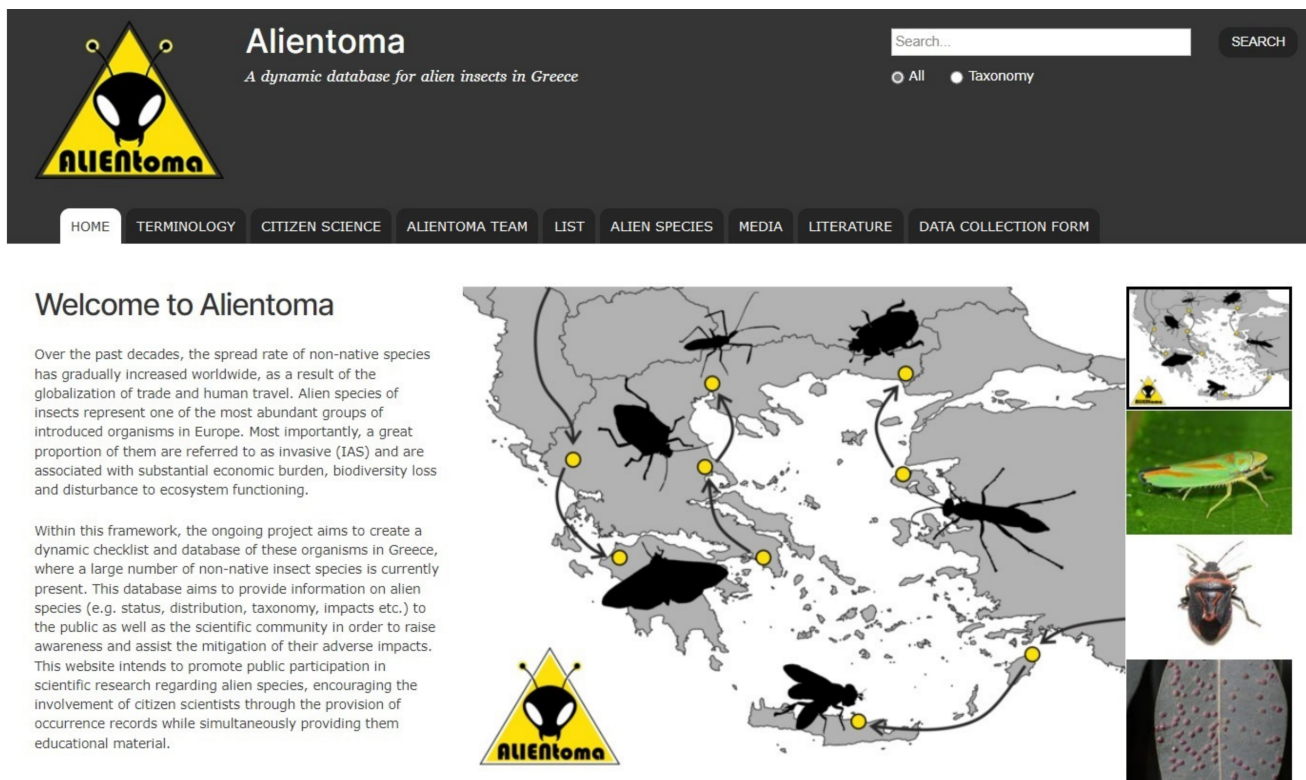 Alientoma
A dynamic database for alien insects in Greece
Search...
SEARCH
All
Taxonomy
ALIENtoma
HOME
TERMINOLOGY
CITIZEN SCIENCE
ALIENTOMA TEAM
LIST
ALIEN SPECIES
MEDIA
LITERATURE
DATA COLLECTION FORM
Welcome to Alientoma
Over the past decades, the spread rate of non-native species
has gradually increased worldwide, as a result of the
globalization of trade and human travel. Alien species of
insects represent one of the most abundant groups of
introduced organisms in Europe. Most importantly, a great
proportion of them are referred to as invasive (IAS) and are
associated with substantial economic burden, biodiversity loss
and disturbance to ecosystem functioning.
Within this framework, the ongoing project aims to create a
dynamic checklist and database of these organisms in Greece,
where a large number of non-native insect species is currently
present. This database aims to provide information on alien
species (e.g. status, distribution, taxonomy, impacts etc.) to
the public as well as the scientific community in order to raise
awareness and assist the mitigation of their adverse impacts.
This website intends to promote public participation in
scientific research regarding alien species, encouraging the
involvement of citizen scientists through the provision of
occurrence records while simultaneously providing them
educational material.
ALIENtoma
ALIENtoma